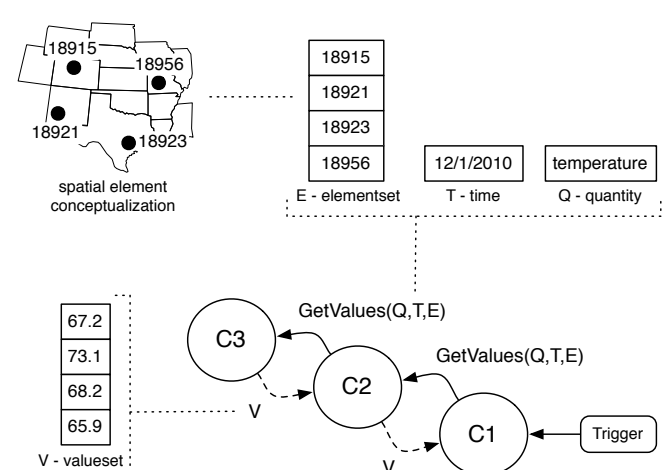 18915
18956
18921
18923
spatial element
conceptualization
18915
18921
18923
18956
E - elementset
12/1/2010
T - time
temperature
Q - quantity
67.2
73.1
68.2
65.9
V - valueset
GetValues(Q,T,E)
C3
GetValues(Q,T,E)
C2
V
C1
Trigger
V